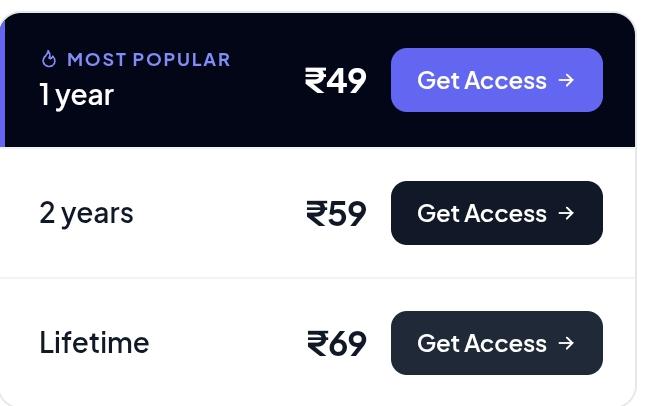 MOST POPULAR
1 year
₹49
Get Access →
2 years
₹59
Get Access →
Lifetime
₹69
Get Access →